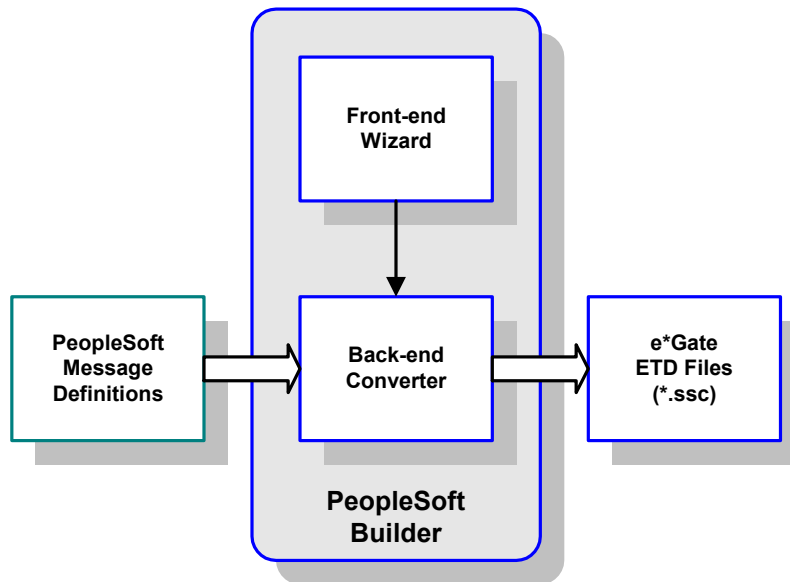 Front-end
Wizard
PeopleSoft
Message
Definitions
Back-end
Converter
e*Gate
ETD Files
(*.ssc)
PeopleSoft
Builder